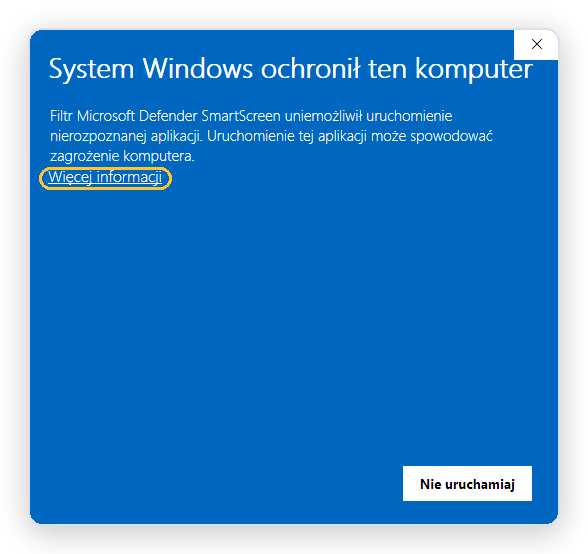 System Windows ochronił ten komputer
Filtr Microsoft Defender SmartScreen uniemożliwił uruchomienie
nierozpoznanej aplikacji. Uruchomienie tej aplikacji może spowodować
zagrożenie komputera.
Więcej informacji
Nie uruchamiaj